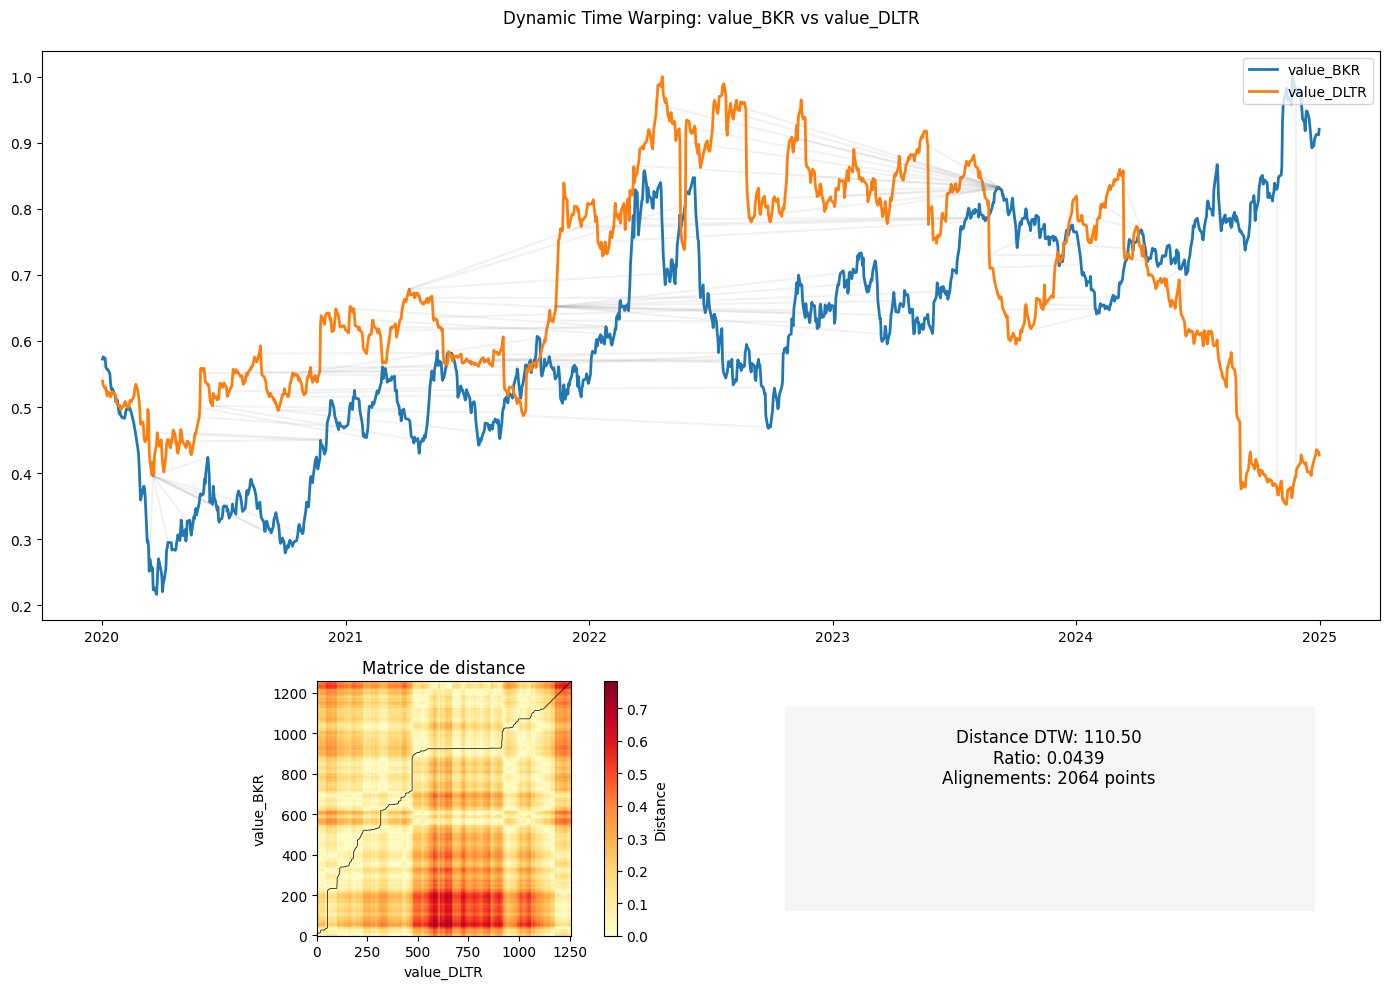 Dynamic Time Warping: value_BKR vs value_DLTR
1.0
0.9
0.8
0.7
0.6
0.5
0.4
0.3
0.2
value_BKR
value_DLTR
2020 2021 2022 2023 2024 2025
Matrice de distance
value_BKR
1200
1000
800
600
400
200
0
0 250 500 750 1000 1250
value_DLTR
0.7
0.6
0.5
0.4
0.3
0.2
0.1
0.0
Distance
Distance DTW: 110.50
Ratio: 0.0439
Alignements: 2064 points